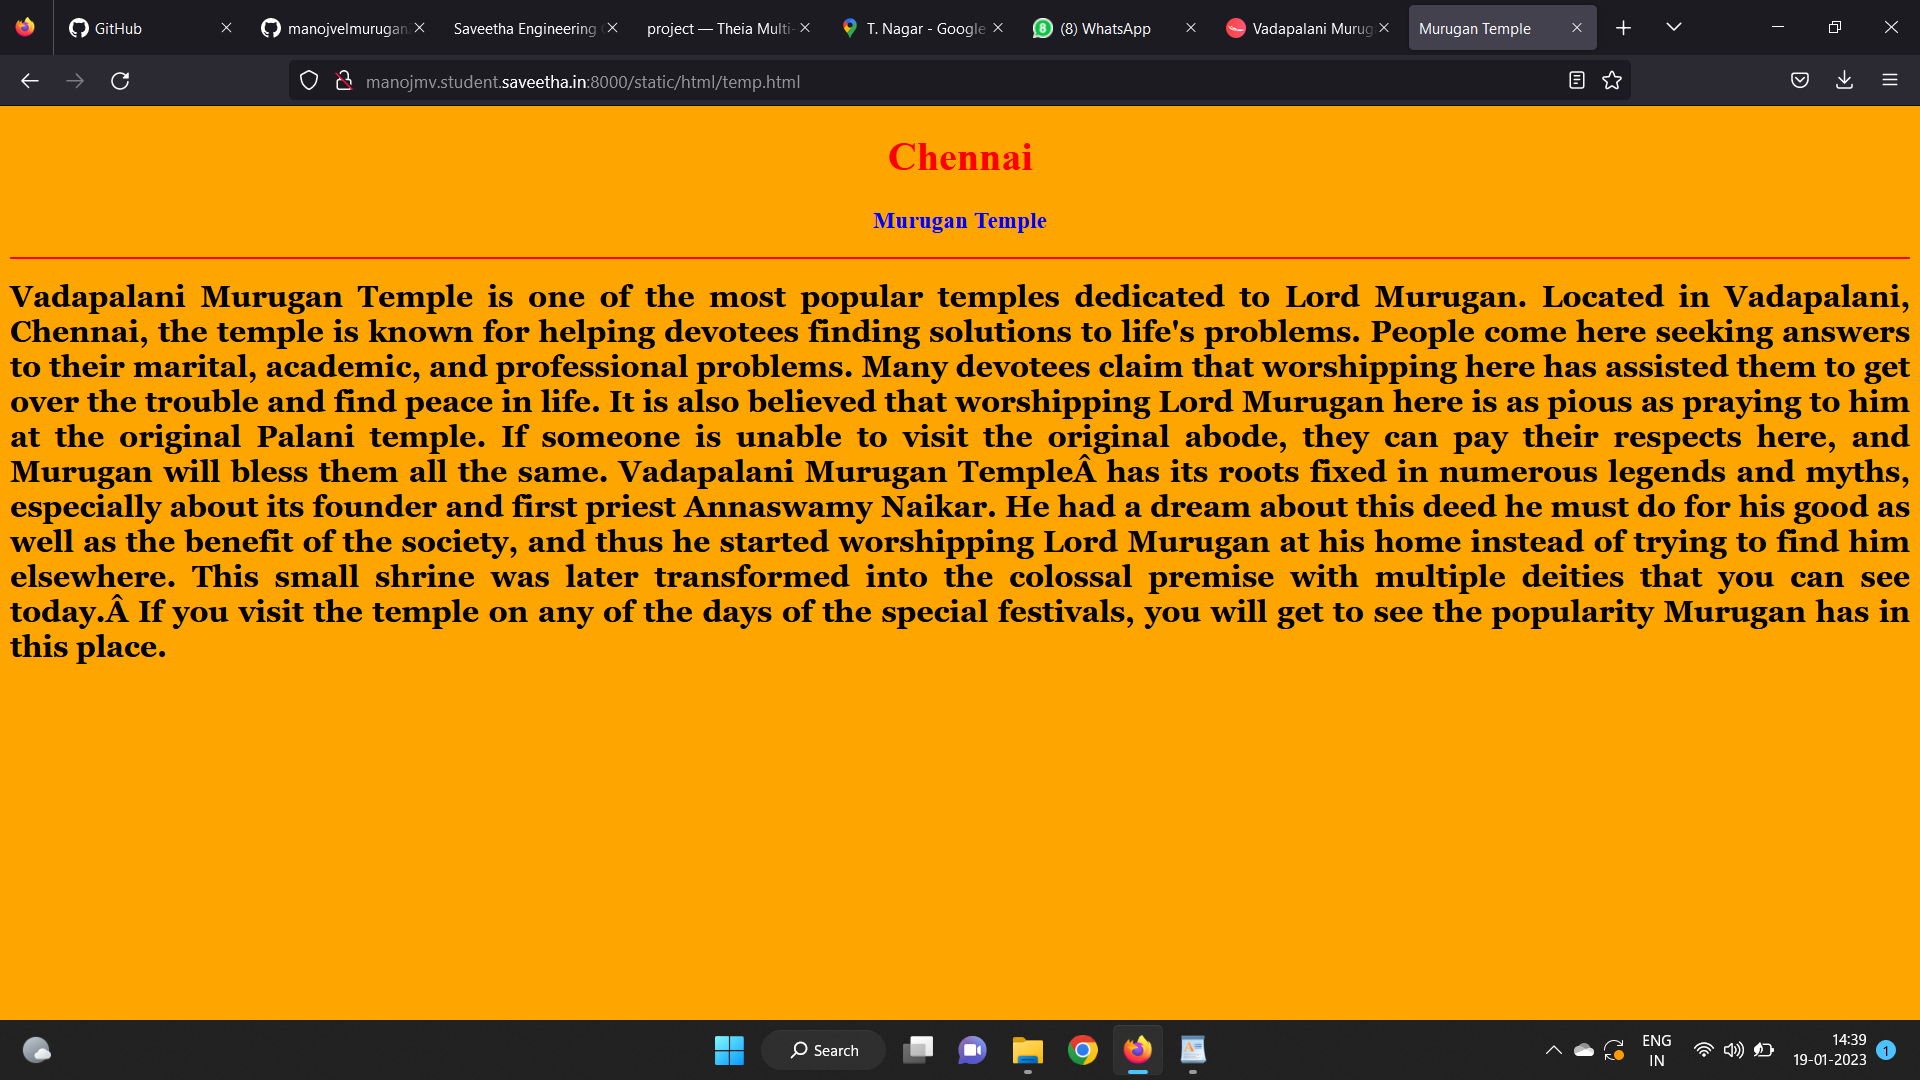 GitHub
manojvelmurugan
Saveetha Engineering
project — Theia Multi-
T. Nagar - Google
8 (8) WhatsApp
Vadapalani Murug
Murugan Temple
manojmv.student.saveetha.in:8000/static/html/temp.html
Chennai
Murugan Temple
Vadapalani Murugan Temple is one of the most popular temples dedicated to Lord Murugan. Located in Vadapalani,
Chennai, the temple is known for helping devotees finding solutions to life's problems. People come here seeking answers
to their marital, academic, and professional problems. Many devotees claim that worshipping here has assisted them to get
over the trouble and find peace in life. It is also believed that worshipping Lord Murugan here is as pious as praying to him
at the original Palani temple. If someone is unable to visit the original abode, they can pay their respects here, and
Murugan will bless them all the same. Vadapalani Murugan TempleÂ has its roots fixed in numerous legends and myths,
especially about its founder and first priest Annaswamy Naikar. He had a dream about this deed he must do for his good as
well as the benefit of the society, and thus he started worshipping Lord Murugan at his home instead of trying to find him
elsewhere. This small shrine was later transformed into the colossal premise with multiple deities that you can see
today.Â If you visit the temple on any of the days of the special festivals, you will get to see the popularity Murugan has in
this place.
Search
ENG
IN
14:39
19-01-2023
1